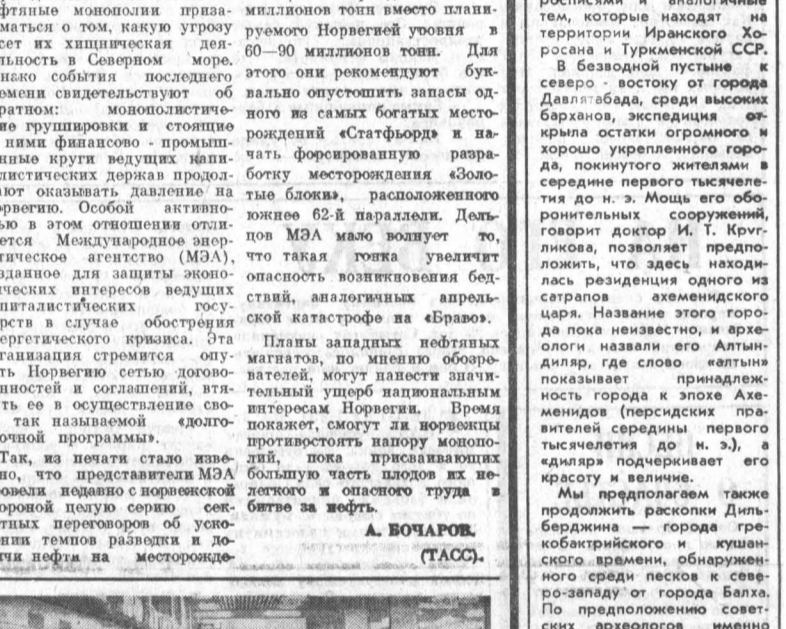 фтяные монополии приза-
маться о том, какую угрозу
сет их хищническая дея-
льность в Северном море.
нако события последнего
емени свидетельствуют об
ратном: монополистиче-
ие группировки и стоящие
ними финансово - промыш-
нные круги ведущих капи-
листических держав продол-
ют оказывать давление на
рвегию. Особой активно-
ью в этом отношении отли-
ется Международное энер-
тическое агентство (МЭА),
зданное для защиты эконо-
ических интересов ведущих
питалистических госу-
рств в случае обострения
ергетического кризиса. Эта
ганизация стремится опу-
ть Норвегию сетью догово-
нностей и соглашений, втя-
ть ее в осуществление сво-
так называемой «долго-
очной программы».
Так, из печати стало изве-
но, что представители МЭА
овели недавно с норвежской
ороной целую серию сек-
тных переговоров об уско-
нии темпов разведки и до-
чи нефти на месторожде-
миллионов тонн вместо плани-
руемого Норвегией уровня в
60—90 миллионов тонн. Для
этого они рекомендуют бук-
вально опустошить запасы од-
ного из самых богатых место-
рождений «Статфьорд» и на-
чать форсированную разра-
ботку месторождения «Золо-
тые блоки», расположенного
южнее 62-й параллели. Дель-
цов МЭА мало волнует то,
что такая гонка увеличит
опасность возникновения бед-
ствий, аналогичных апрель-
ской катастрофе на «Браво».
Планы западных нефтяных
магнатов, по мнению обозре-
вателей, могут нанести значи-
тельный ущерб национальным
интересам Норвегии. Время
покажет, смогут ли норвежцы
противостоять напору монопо-
лий, пока присваивающих
большую часть плодов их не-
легкого и опасного труда в
битве за нефть.
А. БОЧАРОВ.
(ТАСС).
росписями и аналогичные
тем, которые находят на
территории Иранского Хо-
росана и Туркменской ССР.
В безводной пустыне к
северо - востоку от города
Давлятабада, среди высоких
барханов, экспедиция от-
крыла остатки огромного и
хорошо укрепленного горо-
да, покинутого жителями в
середине первого тысячеле-
тия до н. э. Мощь его обо-
ронительных сооружений,
говорит доктор И. Т. Круг-
ликова, позволяет предпо-
ложить, что здесь находи-
лась резиденция одного из
сатрапов ахеменидского
царя. Название этого горо-
да пока неизвестно, и архе-
ологи назвали его Алтын-
диляр, где слово «алтын»
показывает принадлеж-
ность города к эпохе Ахе-
менидов (персидских пра-
вителей середины первого
тысячелетия до н. э.), а
«диляр» подчеркивает его
красоту и величие.
Мы предполагаем также
продолжить раскопки Диль-
берджина — города гре-
кобактрийского и кушан-
ского времени, обнаружен-
ного среди песков к севе-
ро-западу от города Балха.
По предположению совет-
ских археологов именно